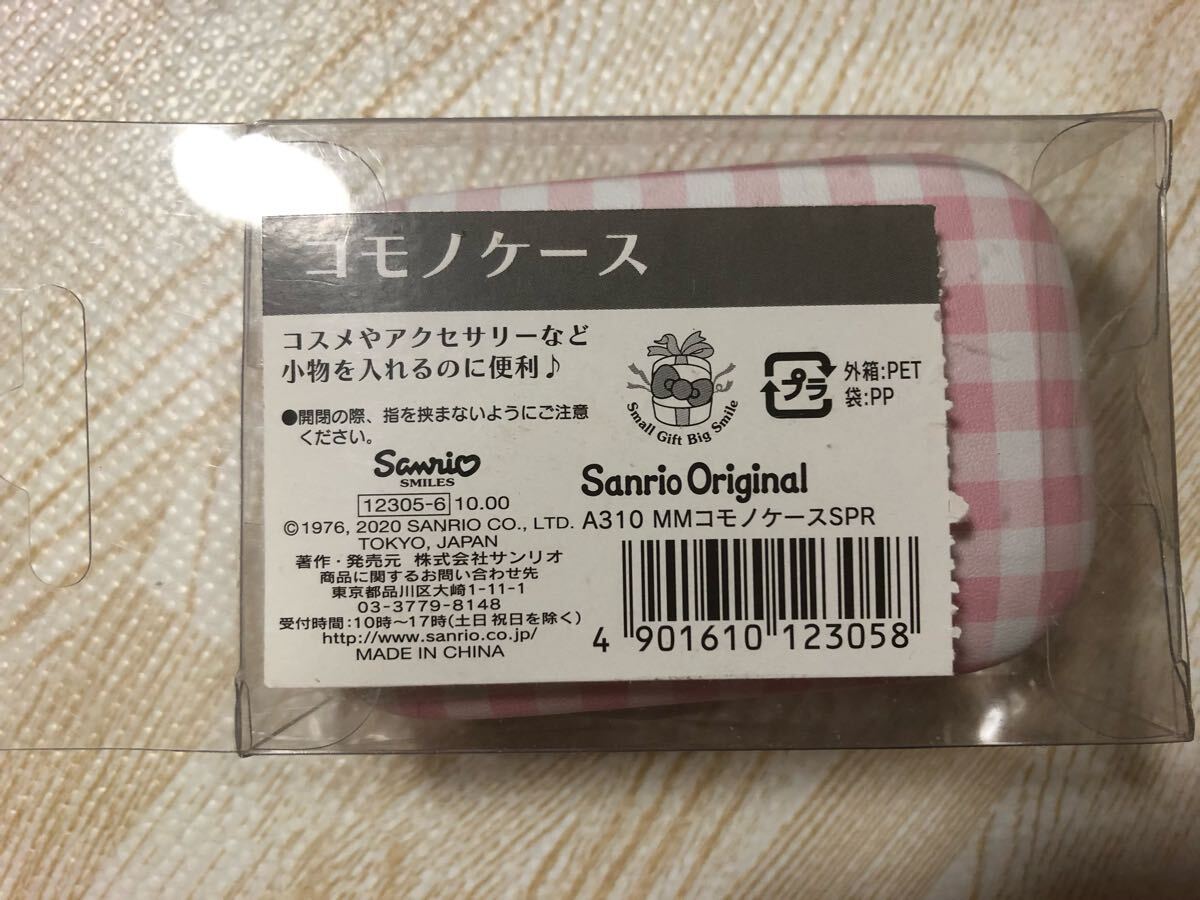 コモノケース
コスメやアクセサリーなど
小物を入れるのに便利♪
●開閉の際、指を挟まないようにご注意
ください。
Small Gift Big Smile
プラ
外箱:PET
袋:PP
Sanrio
SMILES
12305-6 10.00
©1976, 2020 SANRIO CO., LTD.
TOKYO, JAPAN
著作・発売元 株式会社サンリオ
商品に関するお問い合わせ先
東京都品川区大崎1-11-1
03-3779-8148
受付時間:10時〜17時(土日祝日を除く)
http://www.sanrio.co.jp/
MADE IN CHINA
Sanrio Original
A310 MMコモノケースSPR
4 901610 123058